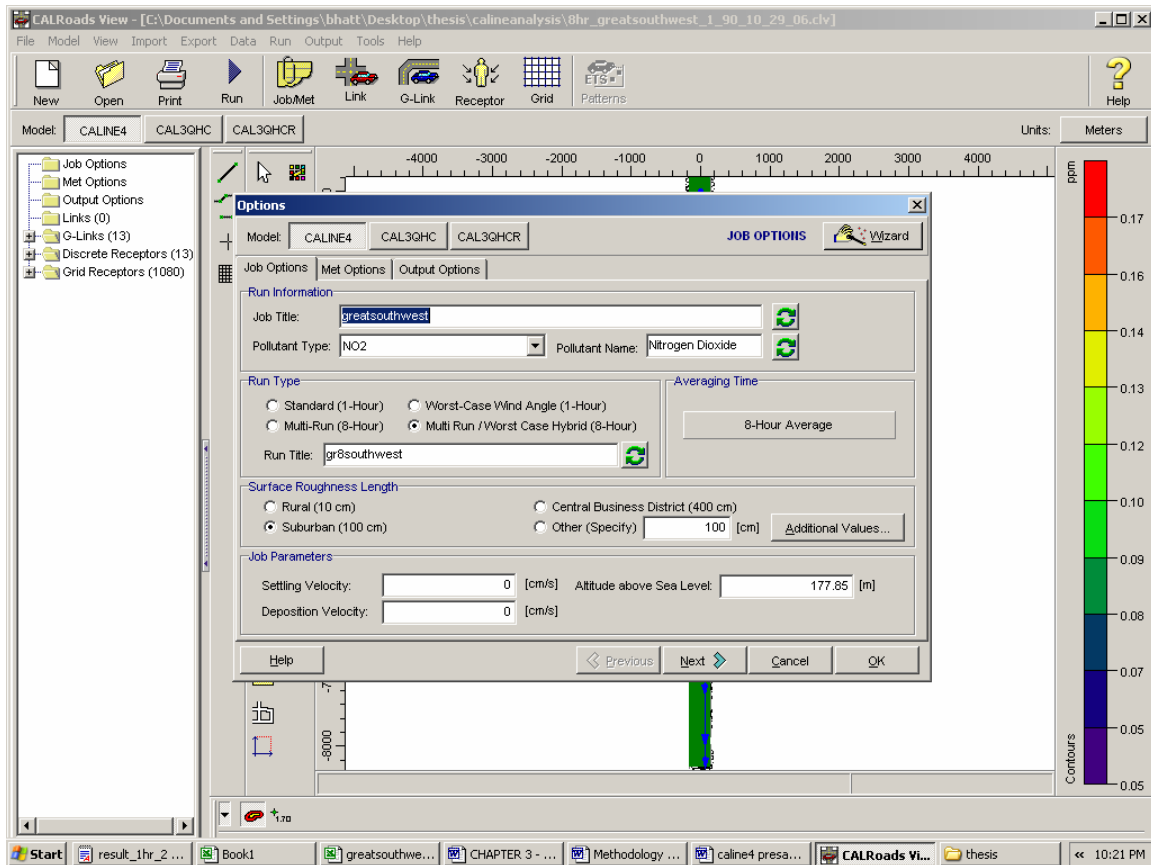 CALRoads View - [C:\Documents and Settings\bhatt\Desktop\thesis\calineanalysis\8hr_greatsouthwest_1_90_10_29_06.clv]
File Model View Import Export Data Run Output Tools Help
New Open Print Run Job/Met Link G-Link Receptor Grid ETS Patterns Help
Model: CALINE4 CAL3QHC CAL3QHCR Units: Meters
Job Options
Met Options
Output Options
Links (0)
G-Links (13)
Discrete Receptors (13)
Grid Receptors (1080)
-4000 -3000 -2000 -1000 0 1000 2000 3000 4000
Options
Model: CALINE4 CAL3QHC CAL3QHCR JOB OPTIONS Wizard
Job Options Met Options Output Options
Run Information
Job Title: greatsouthwest
Pollutant Type: NO2 Pollutant Name: Nitrogen Dioxide
Run Type
Standard (1-Hour) Worst-Case Wind Angle (1-Hour)
Multi-Run (8-Hour) Multi Run / Worst Case Hybrid (8-Hour)
Run Title: gr8southwest
Averaging Time
8-Hour Average
Surface Roughness Length
Rural (10 cm) Central Business District (400 cm)
Suburban (100 cm) Other (Specify) 100 [cm] Additional Values...
Job Parameters
Settling Velocity: 0 [cm/s] Altitude above Sea Level: 177.85 [m]
Deposition Velocity: 0 [cm/s]
Help Previous Next Cancel OK
-8000
ppm
0.17
0.16
0.14
0.13
0.12
0.10
0.09
0.08
0.07
0.05
0.05
Contours
1.70
Start result_1hr_2 ... Book1 greatsouthwe... CHAPTER 3 - ... Methodology ... caline4 presa... CALRoads Vi... thesis « 10:21 PM